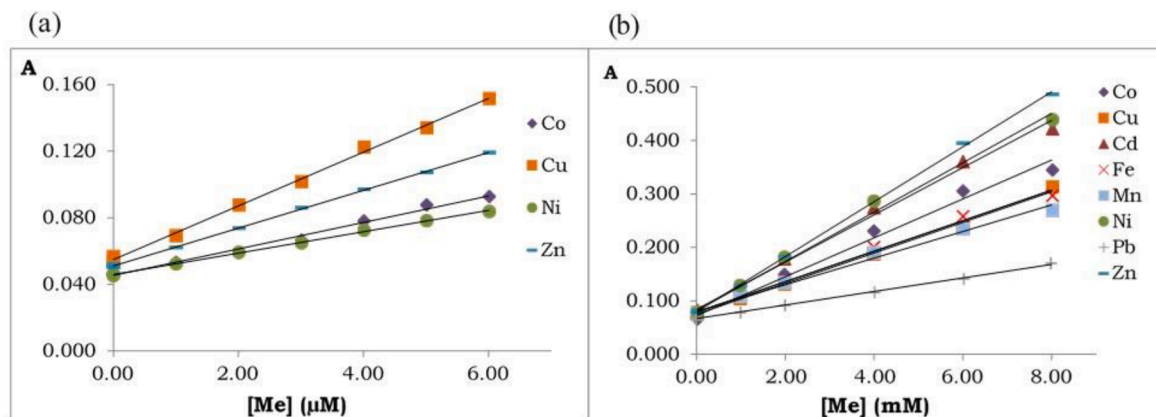 (a)
A
0.160
0.120
0.080
0.040
0.000
0.00 2.00 4.00 6.00
[Me] (µM)
Co
Cu
Ni
Zn
(b)
A
0.500
0.400
0.300
0.200
0.100
0.000
0.00 2.00 4.00 6.00 8.00
[Me] (mM)
Co
Cu
Cd
Fe
Mn
Ni
Pb
Zn